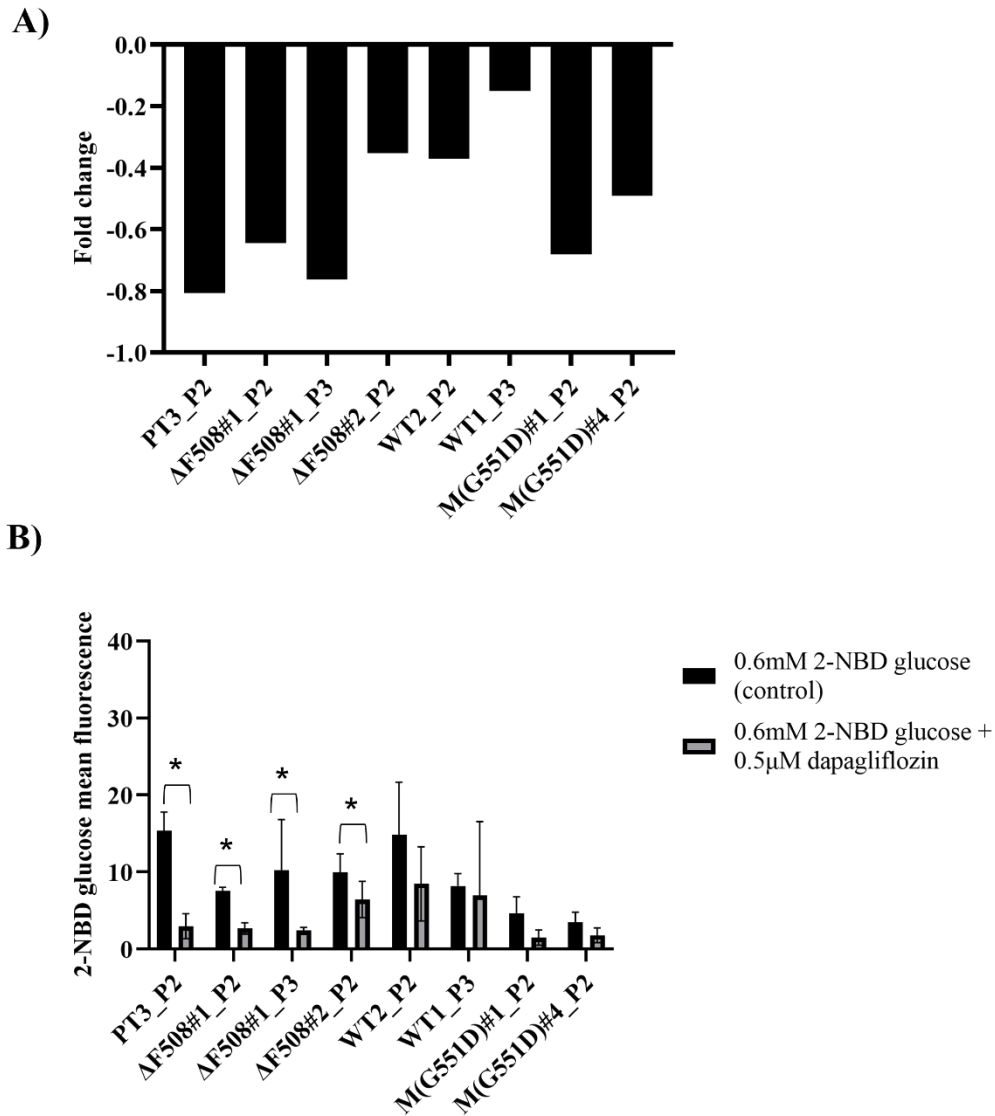 A)
Fold change
0.0
-0.2
-0.4
-0.6
-0.8
-1.0
PT3_P2
ΔF508#1_P2
ΔF508#1_P3
ΔF508#2_P2
WT2_P2
WT1_P3
M(G551D)#1_P2
M(G551D)#4_P2
B)
2-NBD glucose mean fluorescence
40
30
20
10
0
*
*
*
*
PT3_P2
ΔF508#1_P2
ΔF508#1_P3
ΔF508#2_P2
WT2_P2
WT1_P3
M(G551D)#1_P2
M(G551D)#4_P2
0.6mM 2-NBD glucose
(control)
0.6mM 2-NBD glucose +
0.5μM dapagliflozin